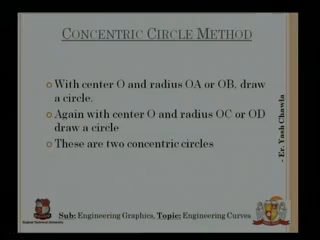 CONCENTRIC CIRCLE METHOD
With center O and radius OA or OB, draw
a circle.
Again with center O and radius OC or OD
draw a circle
These are two concentric circles
- Er. Yash Chawla
Sub: Engineering Graphics, Topic: Engineering Curves